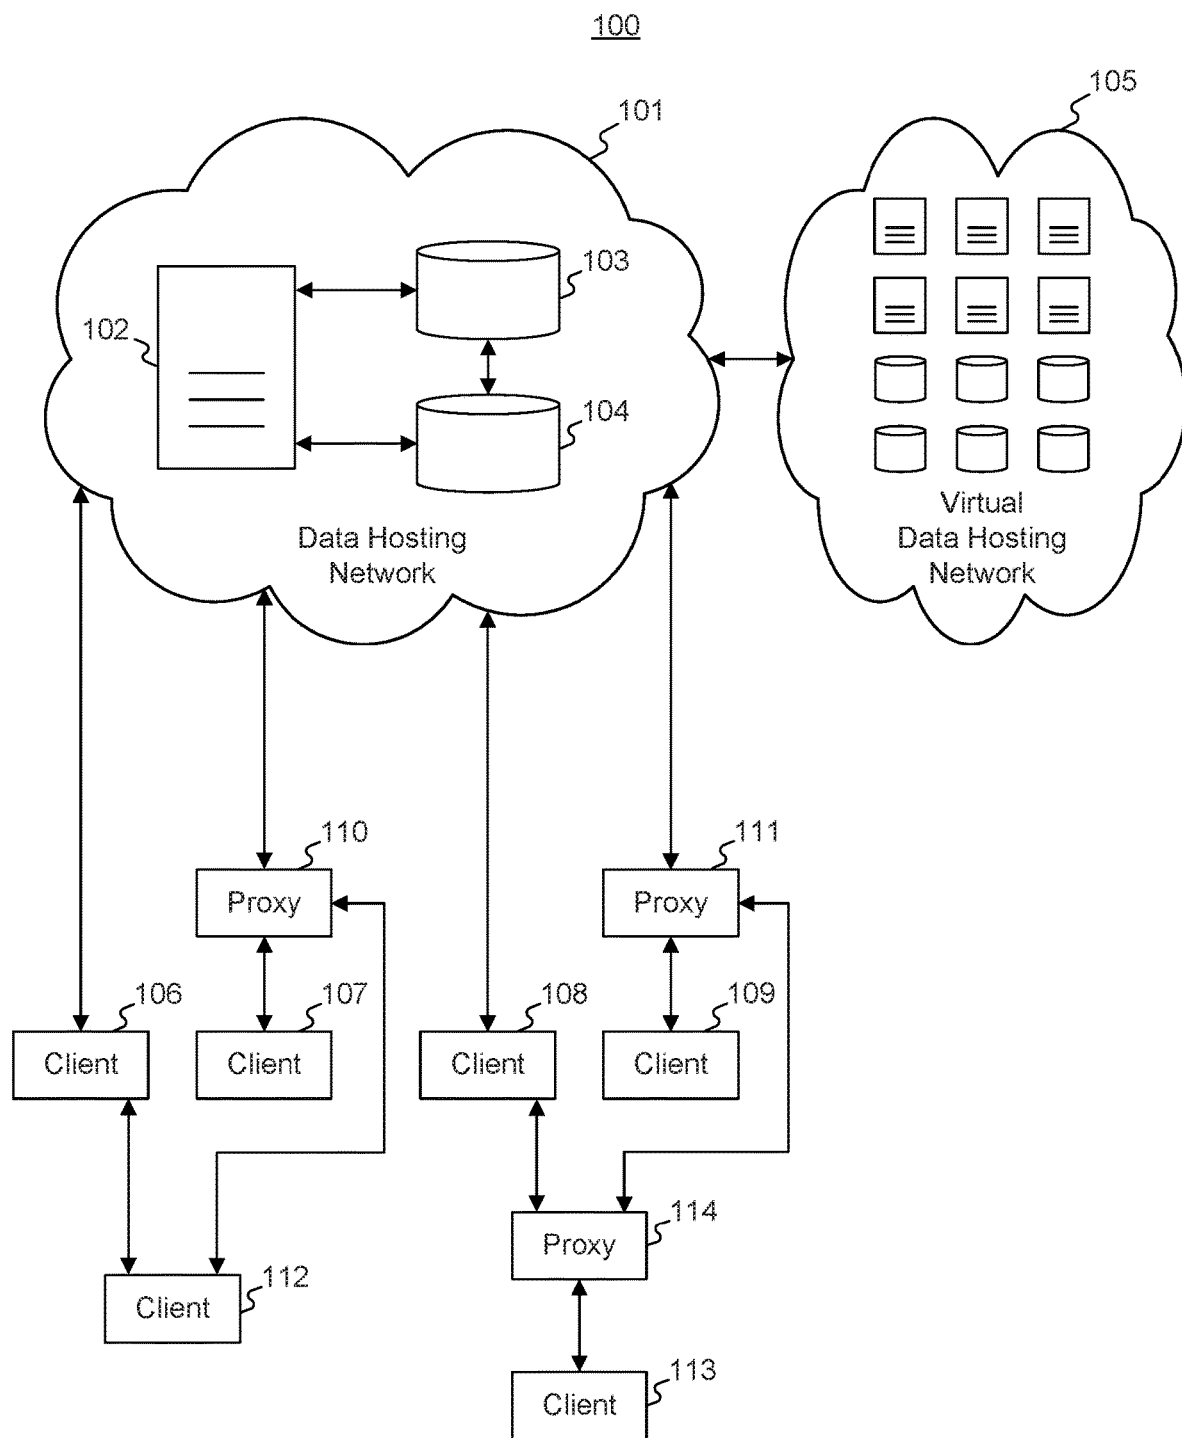 100
101
105
103
102
104
Data Hosting
Network
Virtual
Data Hosting
Network
110
111
Proxy
Proxy
106
107
108
109
Client
Client
Client
Client
114
Proxy
112
Client
113
Client